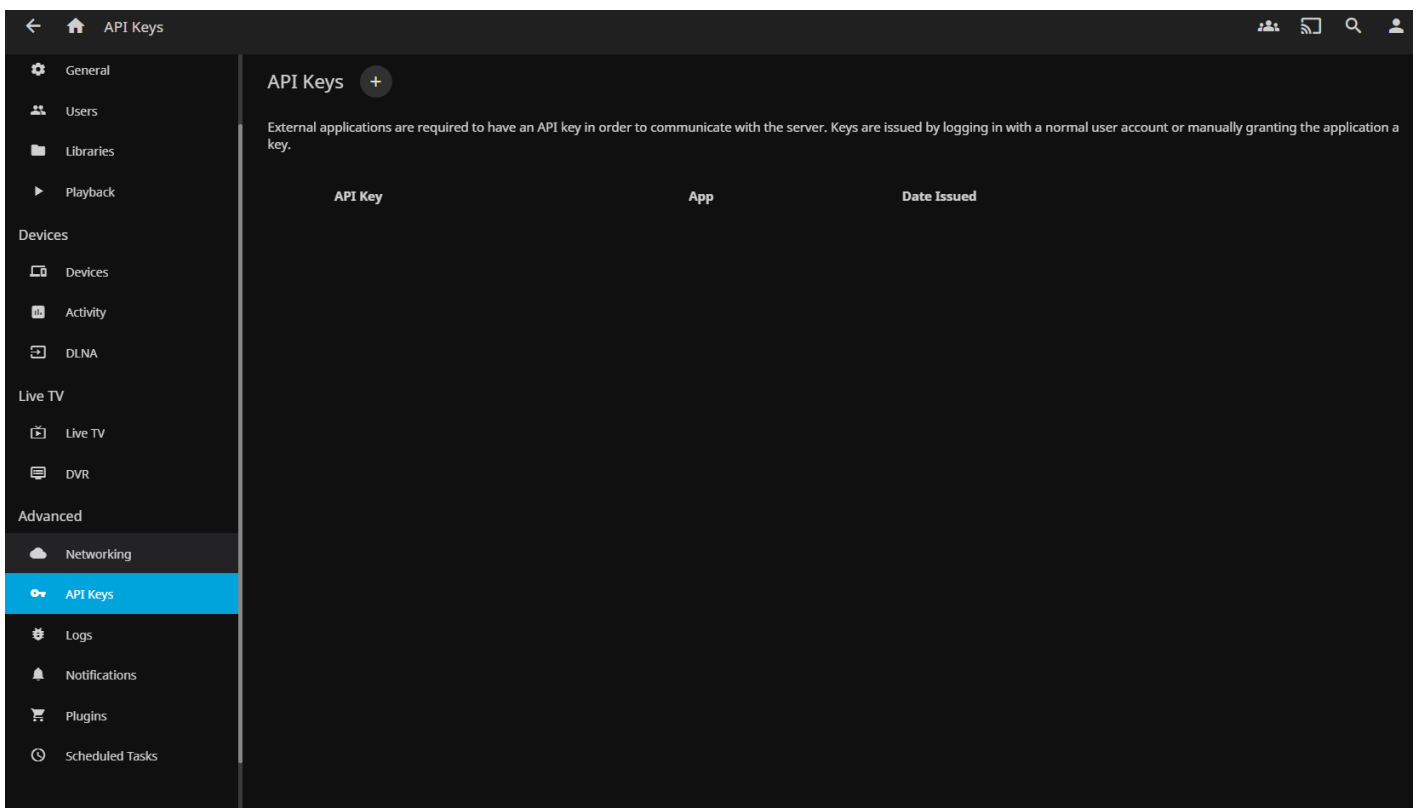 API Keys
General
Users
Libraries
Playback
Devices
Devices
Activity
DLNA
Live TV
Live TV
DVR
Advanced
Networking
API Keys
Logs
Notifications
Plugins
Scheduled Tasks
API Keys +
External applications are required to have an API key in order to communicate with the server. Keys are issued by logging in with a normal user account or manually granting the application a
key.
API Key App Date Issued